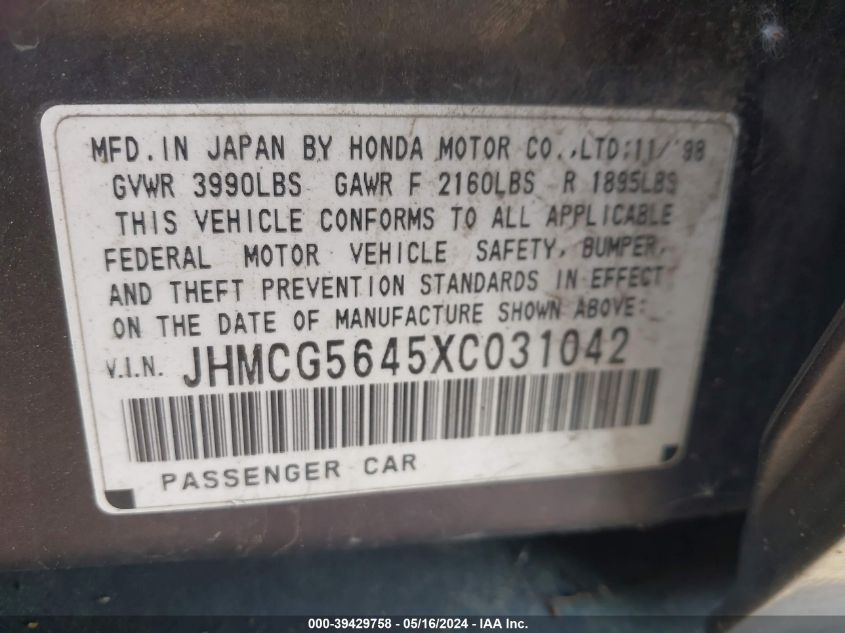 MFD. IN JAPAN BY HONDA MOTOR CO., LTD; 11/'98
GVWR 3990LBS GAWR F 2160LBS R 1895LBS
THIS VEHICLE CONFORMS TO ALL APPLICABLE
FEDERAL MOTOR VEHICLE SAFETY, BUMPER,
AND THEFT PREVENTION STANDARDS IN EFFECT
ON THE DATE OF MANUFACTURE SHOWN ABOVE:
V.I.N. JHMCG5645XC031042
PASSENGER CAR
000-39429758 - 05/16/2024 - IAA Inc.